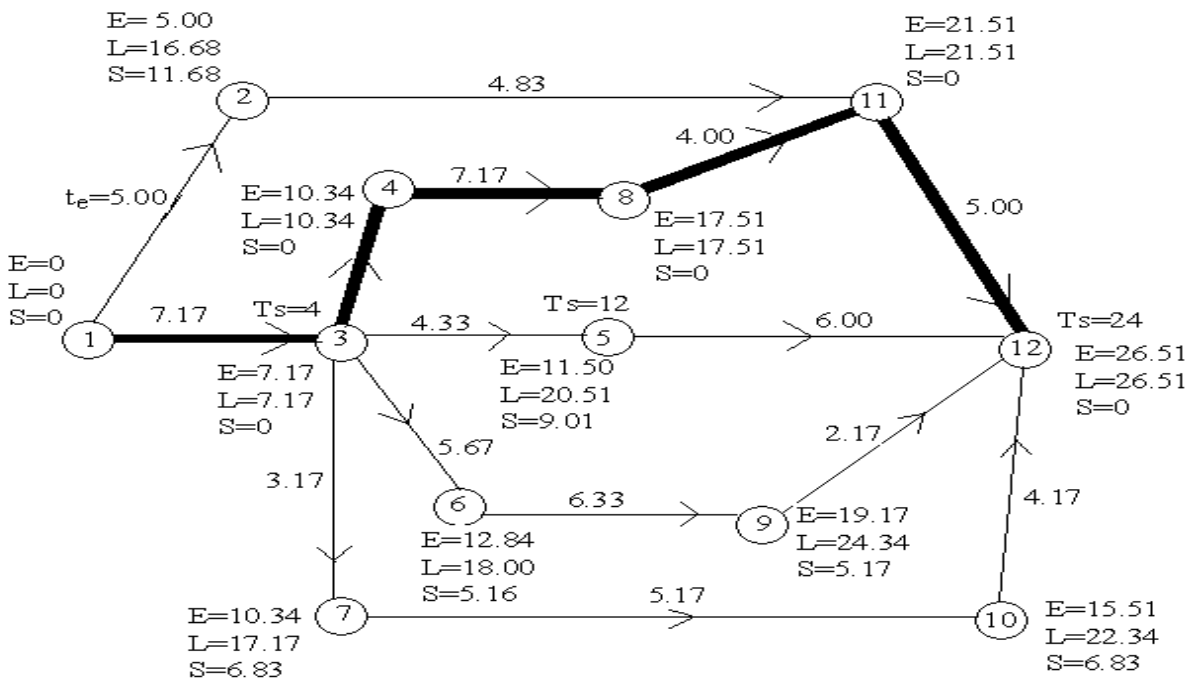 E= 5.00
L=16.68
S=11.68
2
4.83
E=21.51
L=21.51
S=0
11
4.00
te=5.00
E=10.34
L=10.34
S=0
4
7.17
8
E=17.51
L=17.51
S=0
5.00
E=0
L=0
S=0
1
7.17
Ts=4
3
E=7.17
L=7.17
S=0
4.33
Ts=12
5
E=11.50
L=20.51
S=9.01
6.00
Ts=24
12
E=26.51
L=26.51
S=0
5.67
3.17
6
E=12.84
L=18.00
S=5.16
6.33
2.17
9
E=19.17
L=24.34
S=5.17
4.17
E=10.34
L=17.17
S=6.83
7
5.17
10
E=15.51
L=22.34
S=6.83